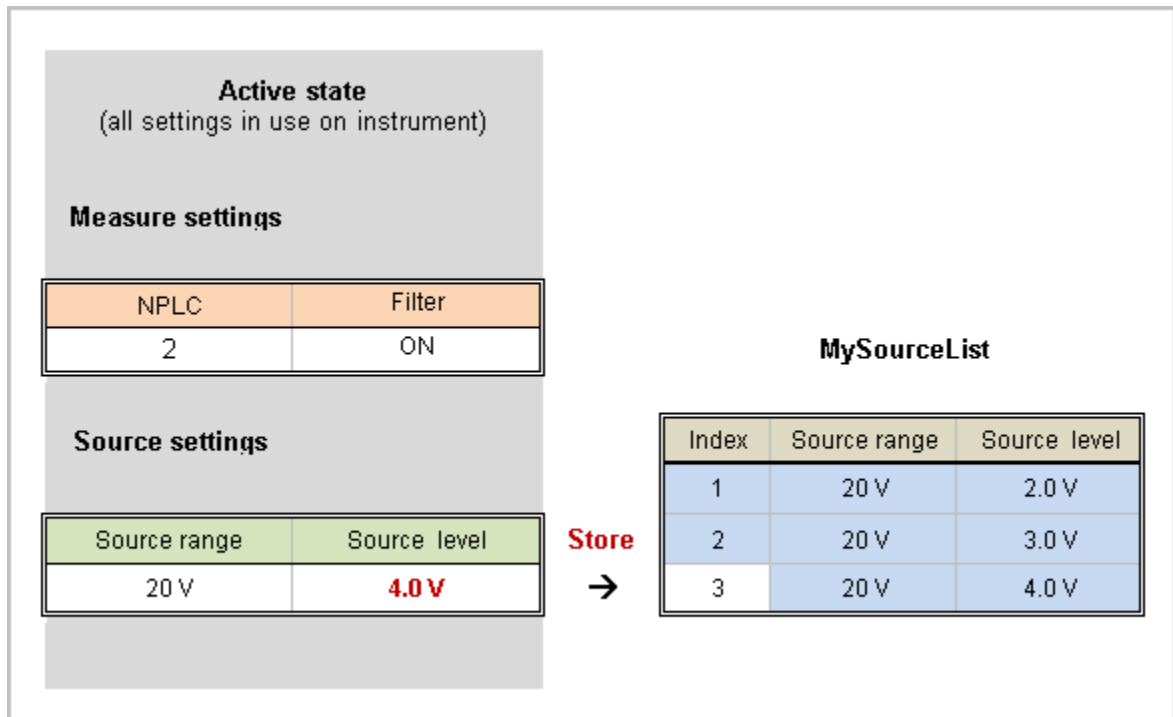 Active state
(all settings in use on instrument)
Measure settings
NPLC Filter
2 ON
MySourceList
Source settings
Index Source range Source level
1 20 V 2.0 V
Source range Source level
Store
2 20 V 3.0 V
20 V 4.0 V
→
3 20 V 4.0 V